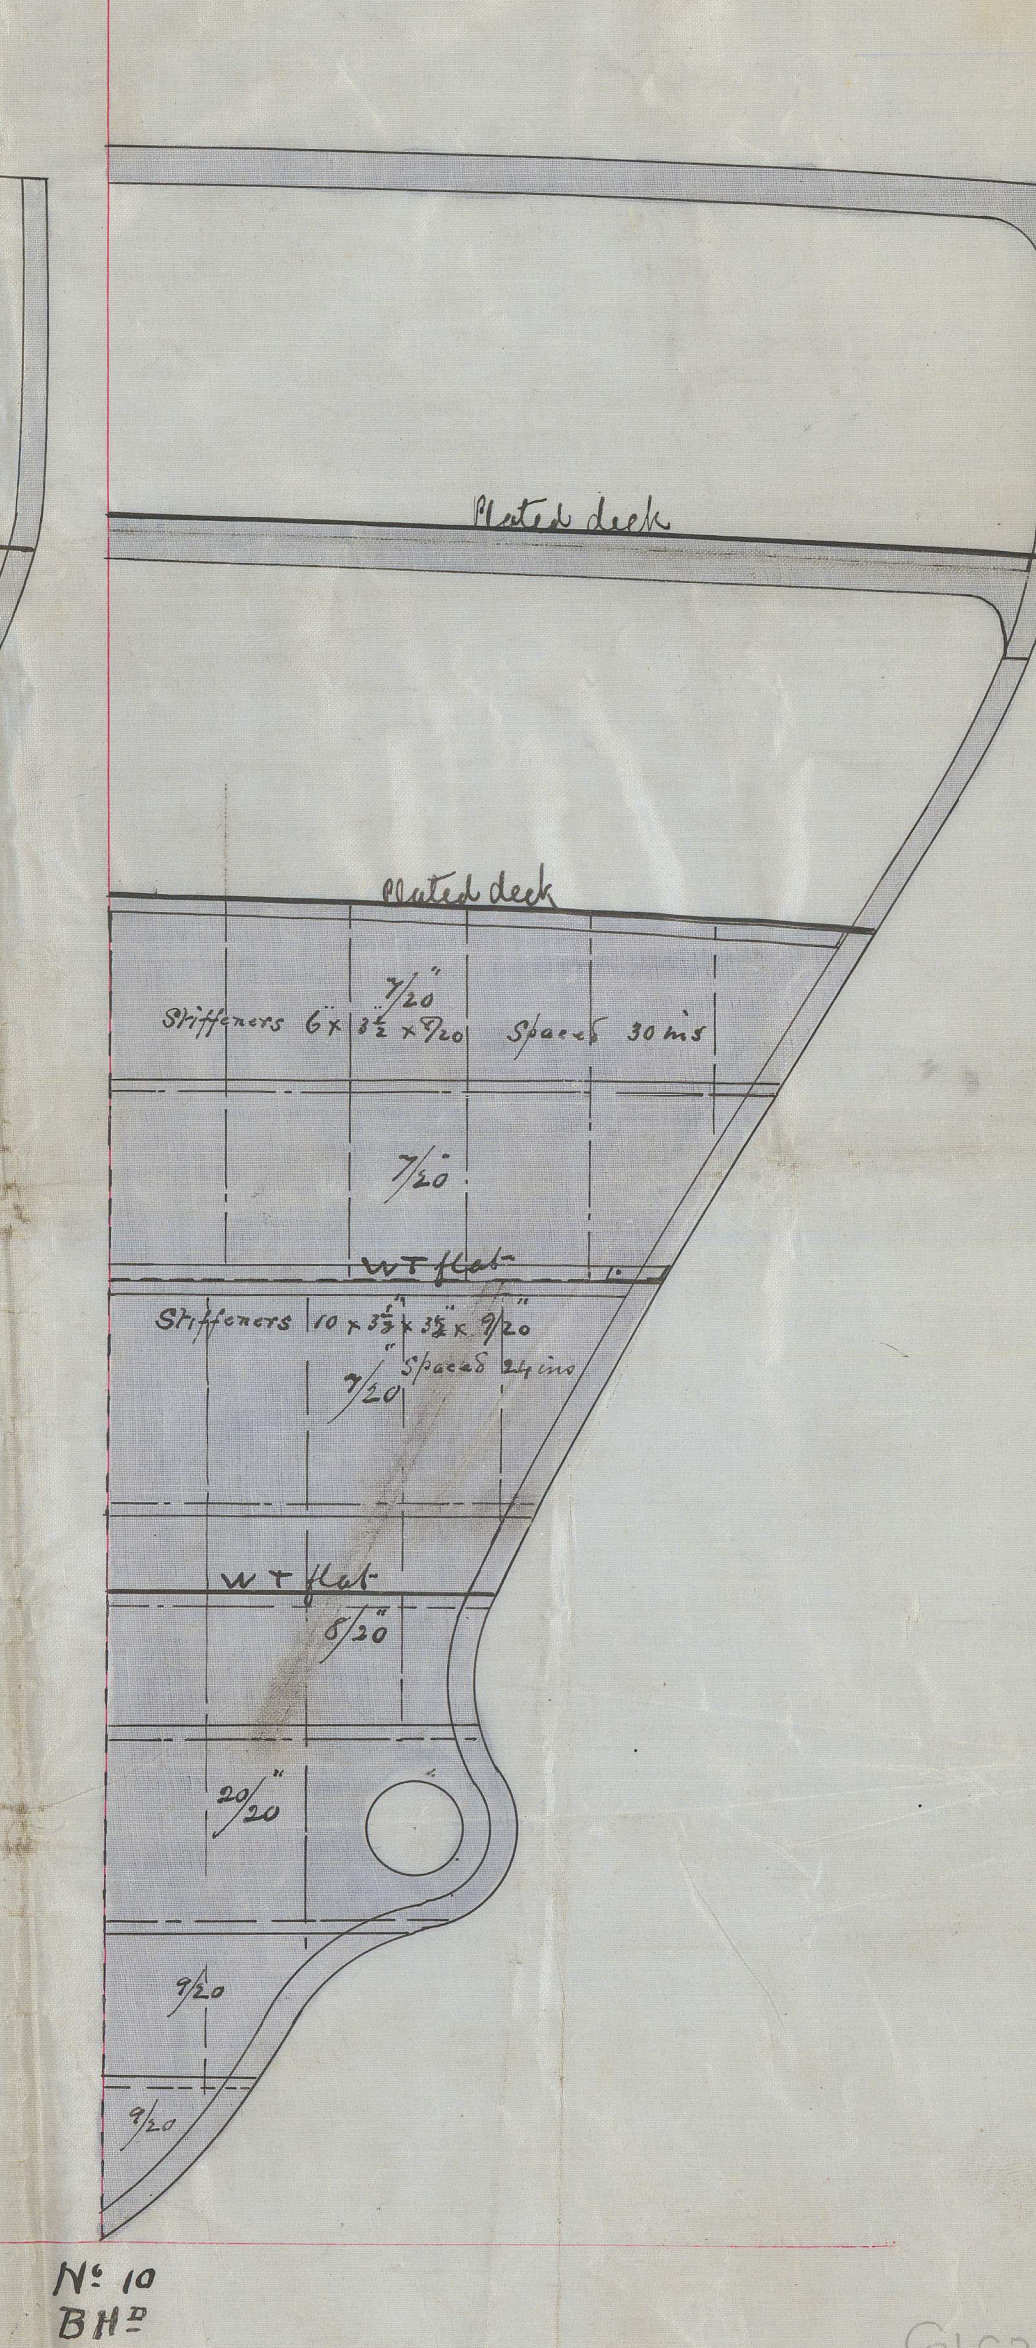 Plated deck
Plated deck
7/20"
Stiffeners 6" x 3½" x 8/20 Spaced 30 ins
7/20"
W T flat
Stiffeners 10 x 3½" x 3½" x 9/20"
Spaced 24 ins
7/20"
W T flat
8/20"
20/20"
9/20
9/20
No 10
BHD